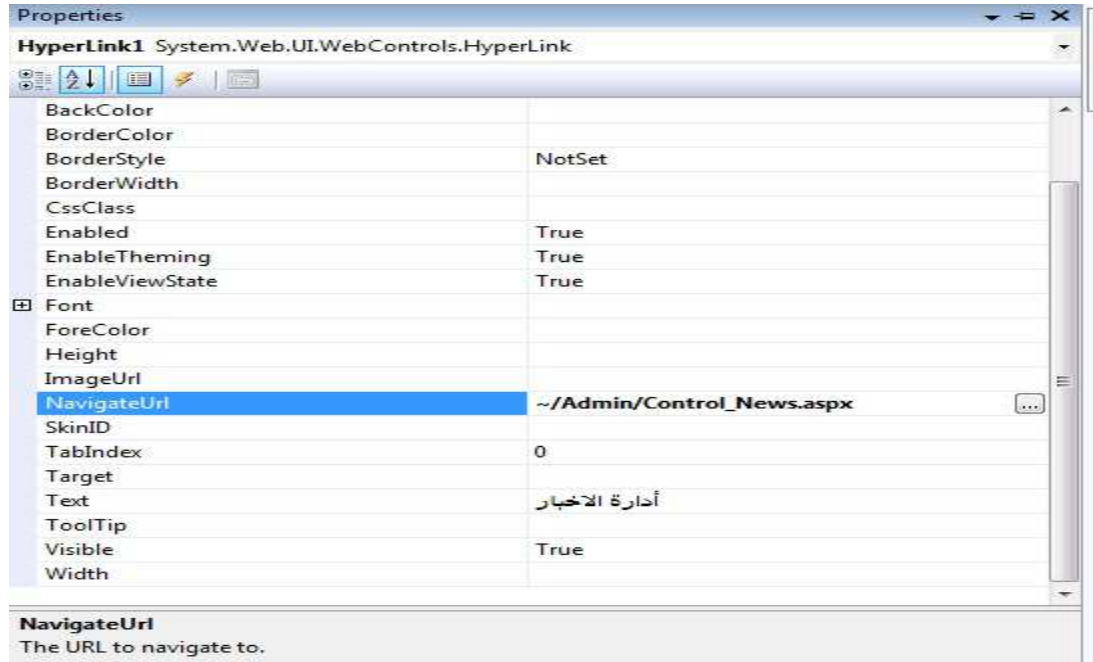 Properties
HyperLink1 System.Web.UI.WebControls.HyperLink
BackColor
BorderColor
BorderStyle NotSet
BorderWidth
CssClass
Enabled True
EnableTheming True
EnableViewState True
Font
ForeColor
Height
ImageUrl
NavigateUrl ~/Admin/Control_News.aspx ...
SkinID
TabIndex 0
Target
Text أدارة الاخبار
ToolTip
Visible True
Width
NavigateUrl
The URL to navigate to.